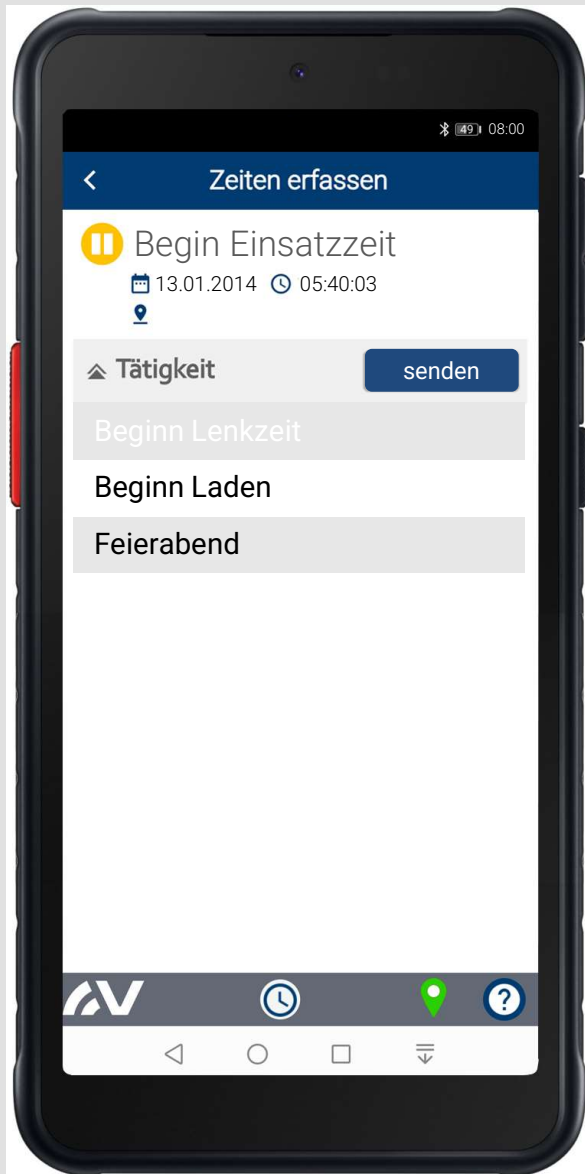 49 08:00
Zeiten erfassen
Begin Einsatzzeit
13.01.2014 05:40:03
Tätigkeit senden
Beginn Lenkzeit
Beginn Laden
Feierabend
AV ?